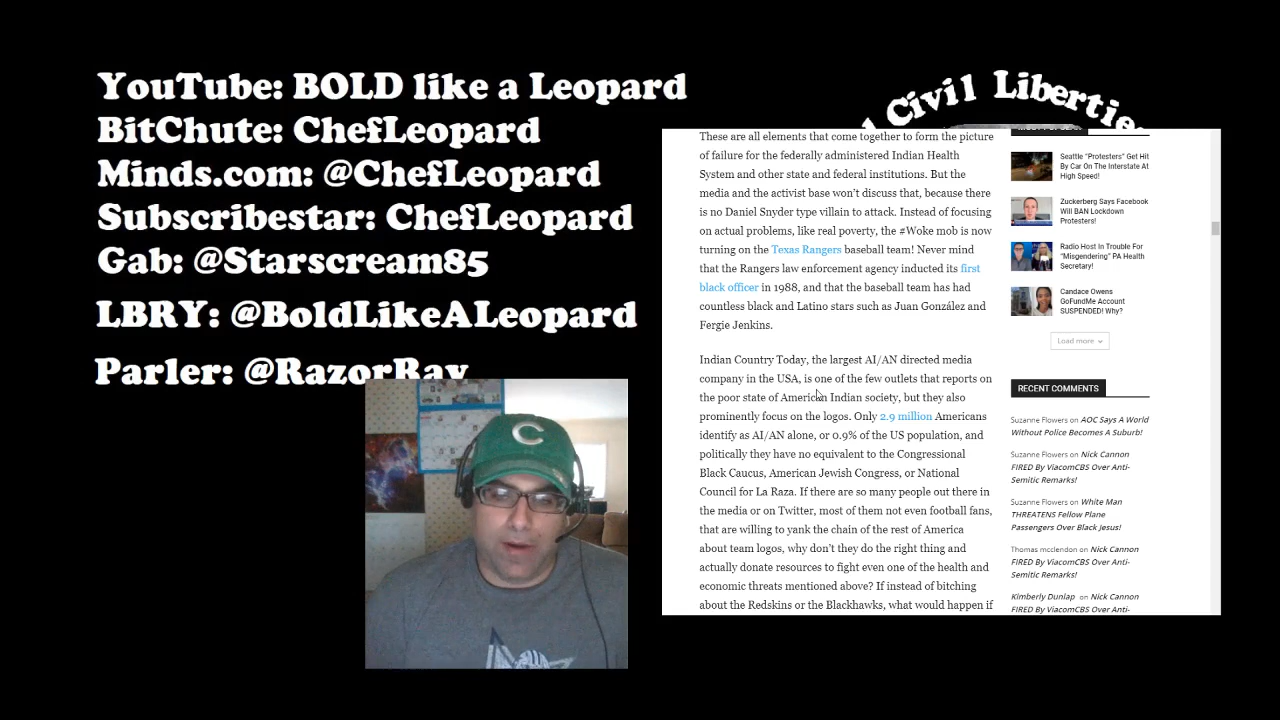 YouTube: BOLD like a Leopard
BitChute: ChefLeopard
Minds.com: @ChefLeopard
Subscribestar: ChefLeopard
Gab: @Starscream85
LBRY: @BoldLikeALeopard
Parler: @RazorRay
Civil Libertie
These are all elements that come together to form the picture
of failure for the federally administered Indian Health
System and other state and federal institutions. But the
media and the activist base won't discuss that, because there
is no Daniel Snyder type villain to attack. Instead of focusing
on actual problems, like real poverty, the #Woke mob is now
turning on the Texas Rangers baseball team! Never mind
that the Rangers law enforcement agency inducted its first
black officer in 1988, and that the baseball team has had
countless black and Latino stars such as Juan González and
Fergie Jenkins.
Indian Country Today, the largest AI/AN directed media
company in the USA, is one of the few outlets that reports on
the poor state of American Indian society, but they also
prominently focus on the logos. Only 2.9 million Americans
identify as AI/AN alone, or 0.9% of the US population, and
politically they have no equivalent to the Congressional
Black Caucus, American Jewish Congress, or National
Council for La Raza. If there are so many people out there in
the media or on Twitter, most of them not even football fans,
that are willing to yank the chain of the rest of America
about team logos, why don't they do the right thing and
actually donate resources to fight even one of the health and
economic threats mentioned above? If instead of bitching
about the Redskins or the Blackhawks, what would happen if
Seattle "Protesters" Get Hit
By Car On The Interstate At
High Speed!
Zuckerberg Says Facebook
Will BAN Lockdown
Protesters!
Radio Host In Trouble For
"Misgendering" PA Health
Secretary!
Candace Owens
GoFundMe Account
SUSPENDED! Why?
Load more
RECENT COMMENTS
Suzanne Flowers on AOC Says A World
Without Police Becomes A Suburb!
Suzanne Flowers on Nick Cannon
FIRED By ViacomCBS Over Anti-
Semitic Remarks!
Suzanne Flowers on White Man
THREATENS Fellow Plane
Passengers Over Black Jesus!
Thomas mcclendon on Nick Cannon
FIRED By ViacomCBS Over Anti-
Semitic Remarks!
Kimberly Dunlap on Nick Cannon
FIRED By ViacomCBS Over Anti-
C